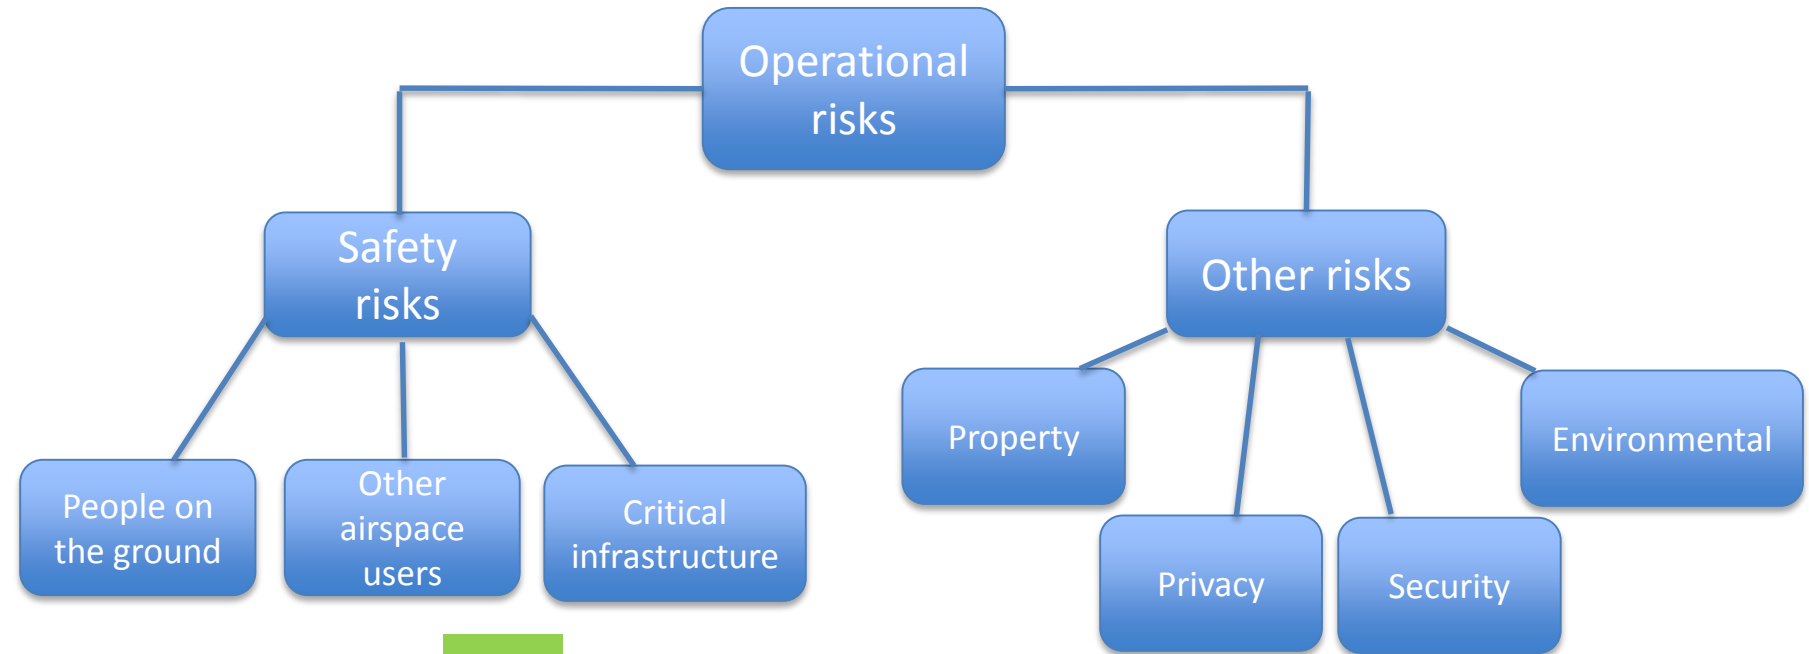 Operational
risks
Safety
risks
Other risks
People on
the ground
Other
airspace
users
Critical
infrastructure
Property
Privacy
Security
Environmental